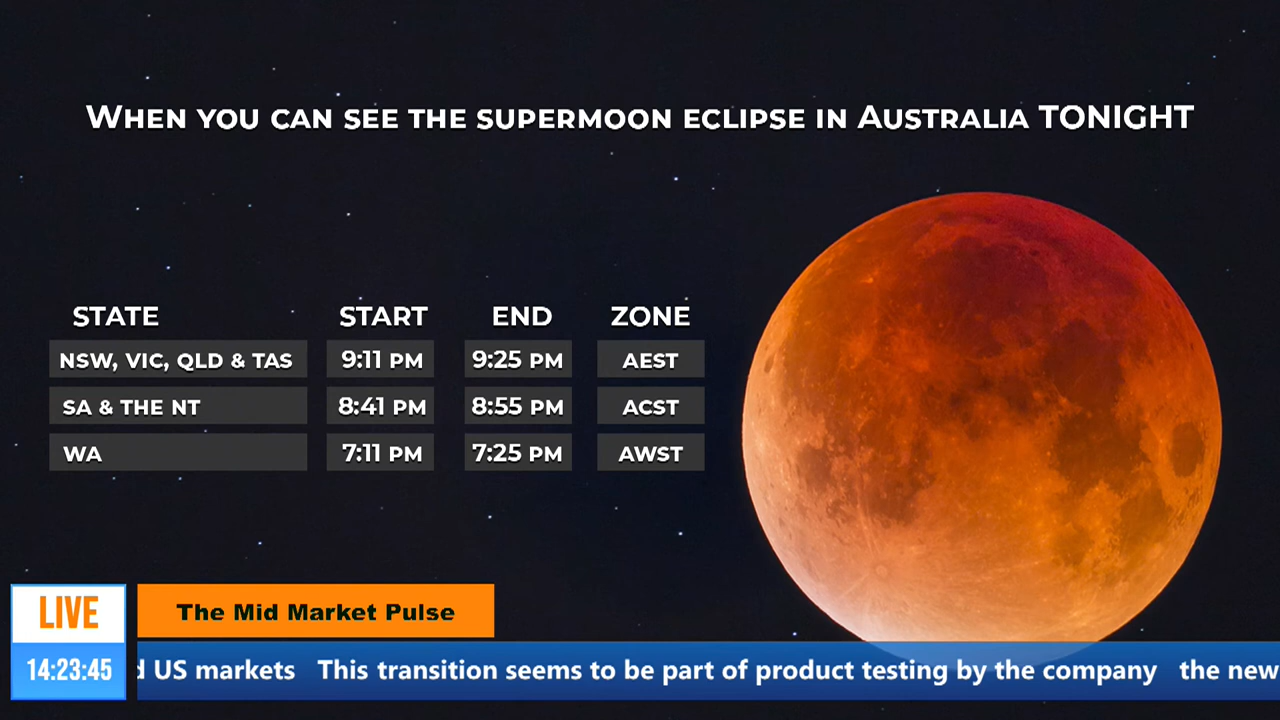 When you can see the supermoon eclipse in Australia TONIGHT
STATE START END ZONE
NSW, VIC, QLD & TAS 9:11 PM 9:25 PM AEST
SA & THE NT 8:41 PM 8:55 PM ACST
WA 7:11 PM 7:25 PM AWST
LIVE
The Mid Market Pulse
14:23:45
US markets This transition seems to be part of product testing by the company the new